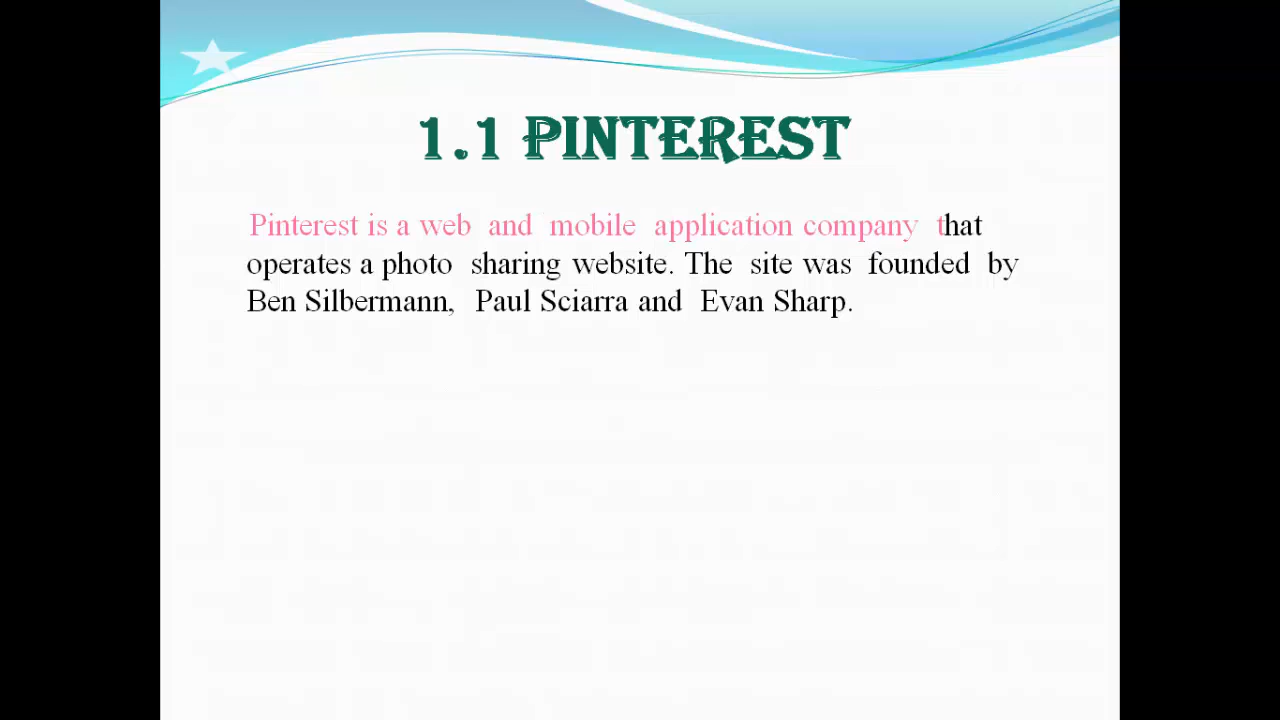 1.1 PINTEREST
Pinterest is a web and mobile application company that
operates a photo sharing website. The site was founded by
Ben Silbermann, Paul Sciarra and Evan Sharp.